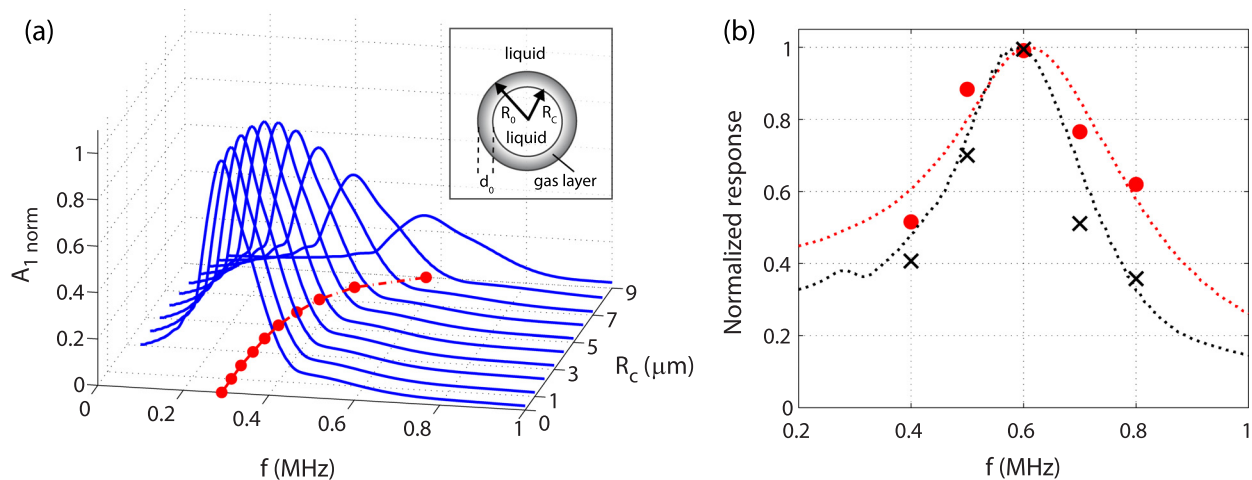 (a)
A1 norm
1
0.8
0.6
0.4
0.2
0
0
0.2
0.4
0.6
0.8
1
f (MHz)
0
1
3
5
7
9
Rc (μm)
liquid
R0
Rc
liquid
d0
gas layer
(b)
Normalized response
1
0.8
0.6
0.4
0.2
0
0.2
0.4
0.6
0.8
1
f (MHz)